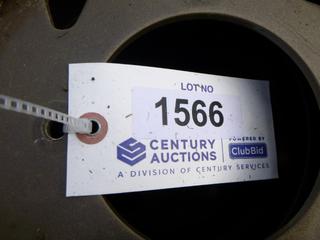 LOT NO
1566
CENTURY
AUCTIONS
POWERED BY
ClubBid
A DIVISION OF CENTURY SERVICES